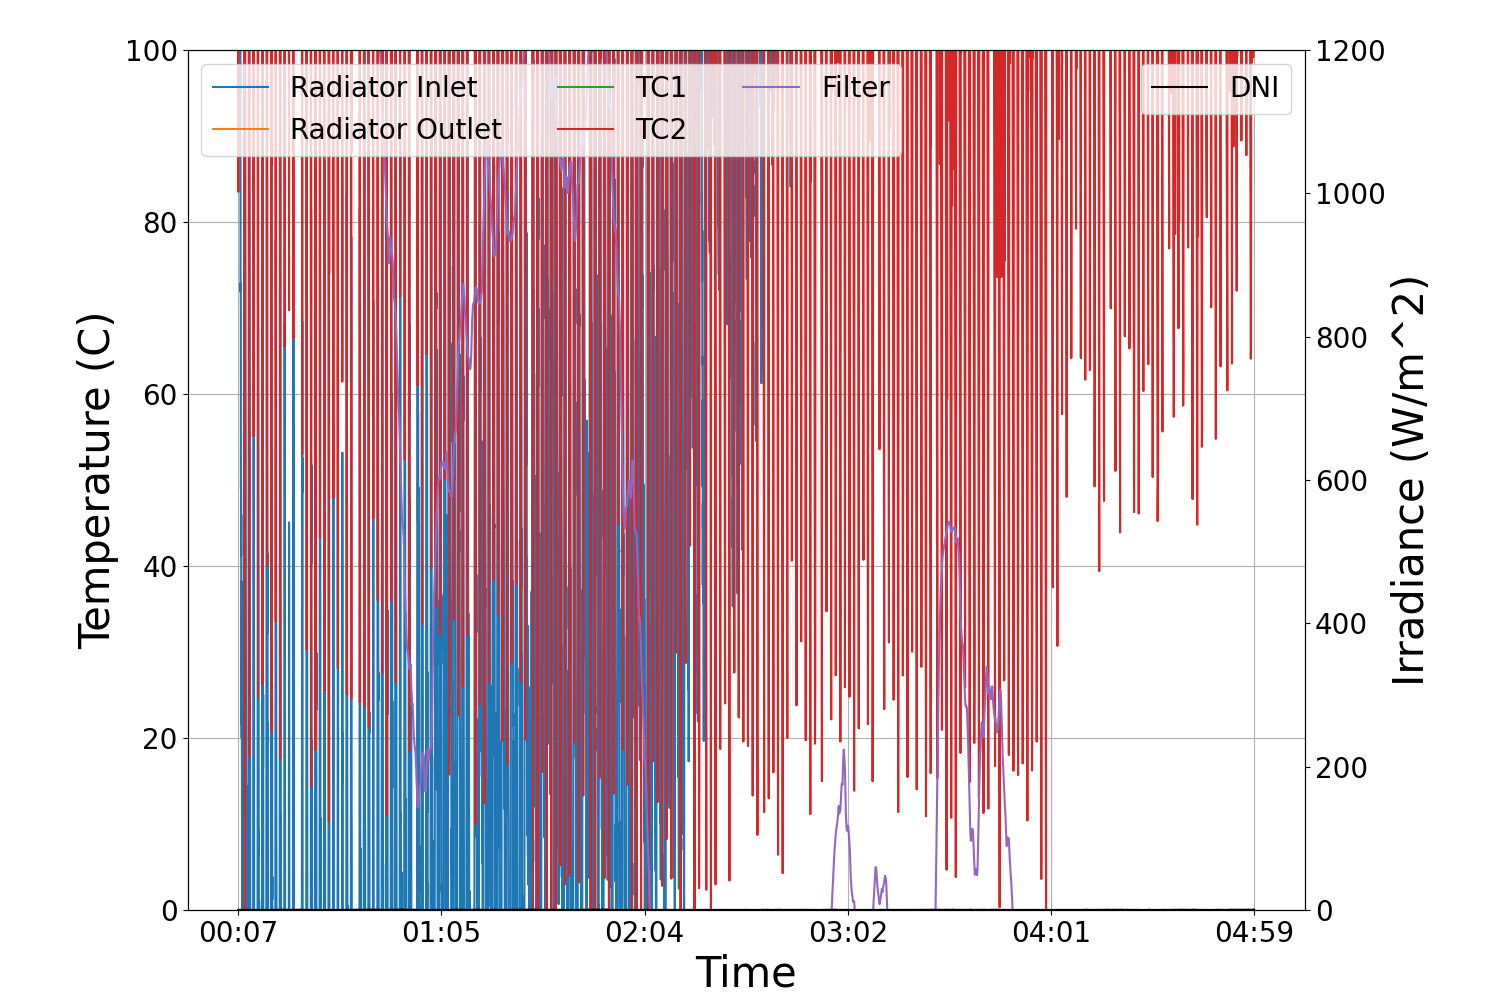 Radiator Inlet
Radiator Outlet
TC1
TC2
Filter
DNI
Temperature (C)
100
80
60
40
20
0
Irradiance (W/m^2)
1200
1000
800
600
400
200
0
00:07 01:05 02:04 03:02 04:01 04:59
Time